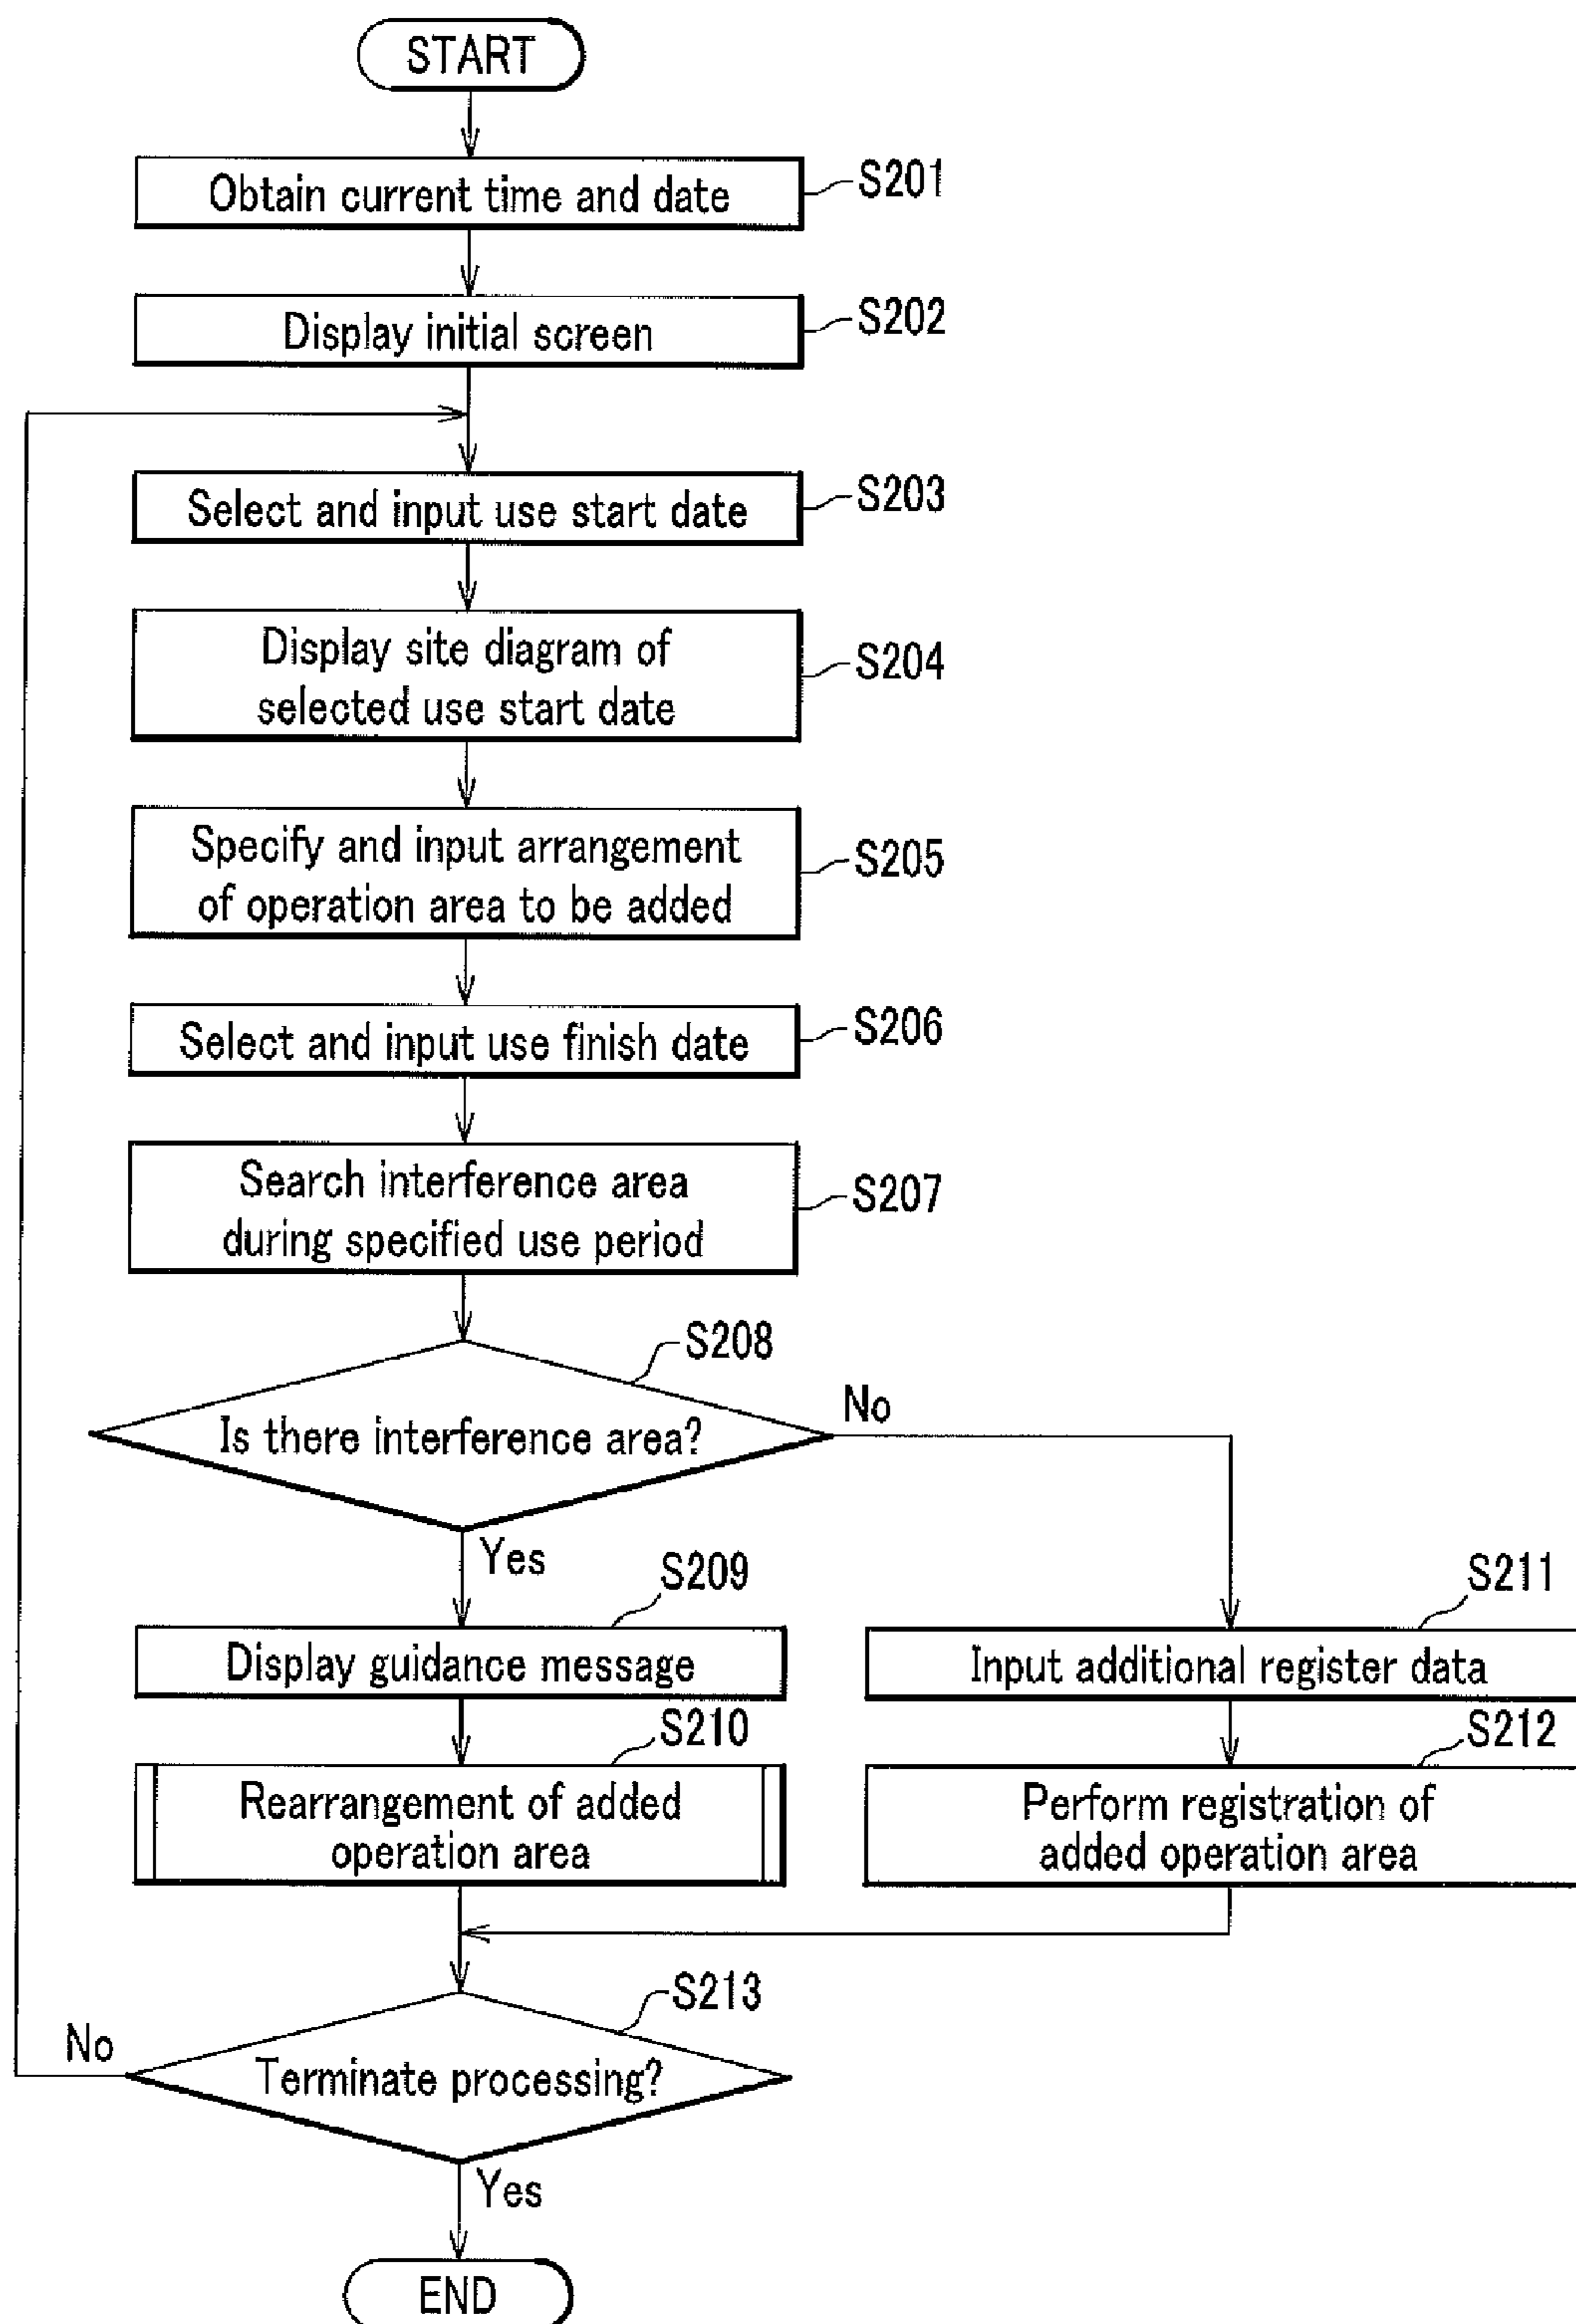 START
Obtain current time and date
S201
Display initial screen
S202
Select and input use start date
S203
Display site diagram of
selected use start date
S204
Specify and input arrangement
of operation area to be added
S205
Select and input use finish date
S206
Search interference area
during specified use period
S207
S208
Is there interference area?
No
Yes
S209
Display guidance message
S210
Rearrangement of added
operation area
S211
Input additional register data
S212
Perform registration of
added operation area
S213
Terminate processing?
No
Yes
END